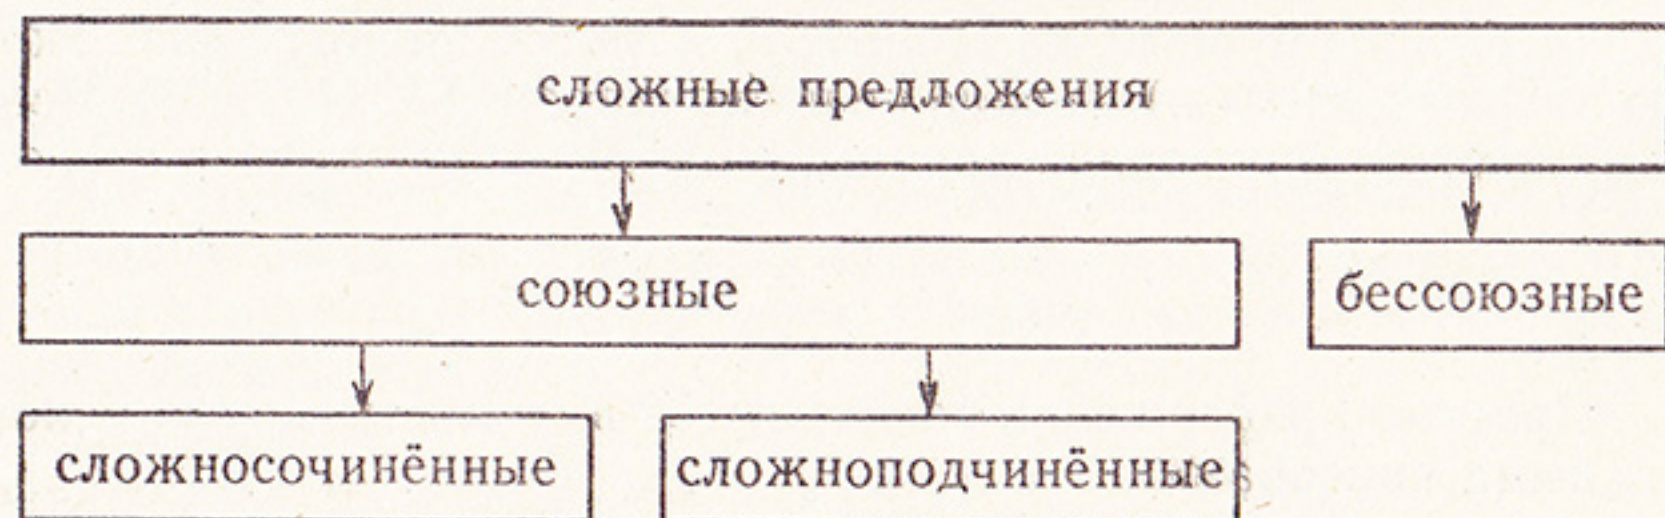 сложные предложения
союзные
бессоюзные
сложносочинённые
сложноподчинённые